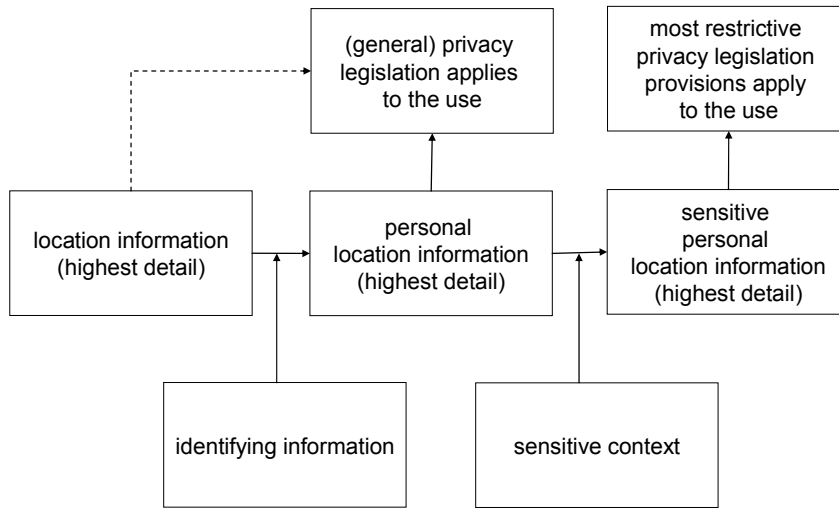 (general) privacy
legislation applies
to the use
most restrictive
privacy legislation
provisions apply
to the use
location information
(highest detail)
personal
location information
(highest detail)
sensitive
personal
location information
(highest detail)
identifying information
sensitive context